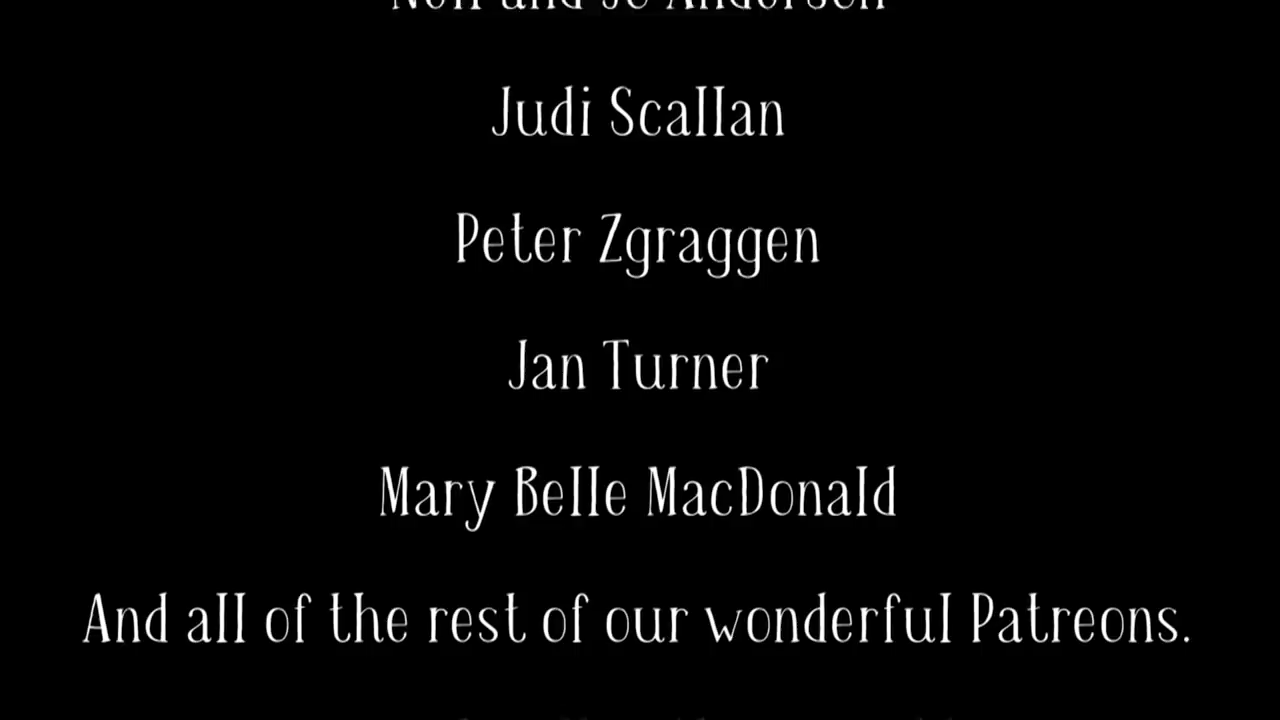 and Jo Andersen
Judi Scallan
Peter Zgraggen
Jan Turner
Mary Belle MacDonald
And all of the rest of our wonderful Patreons.